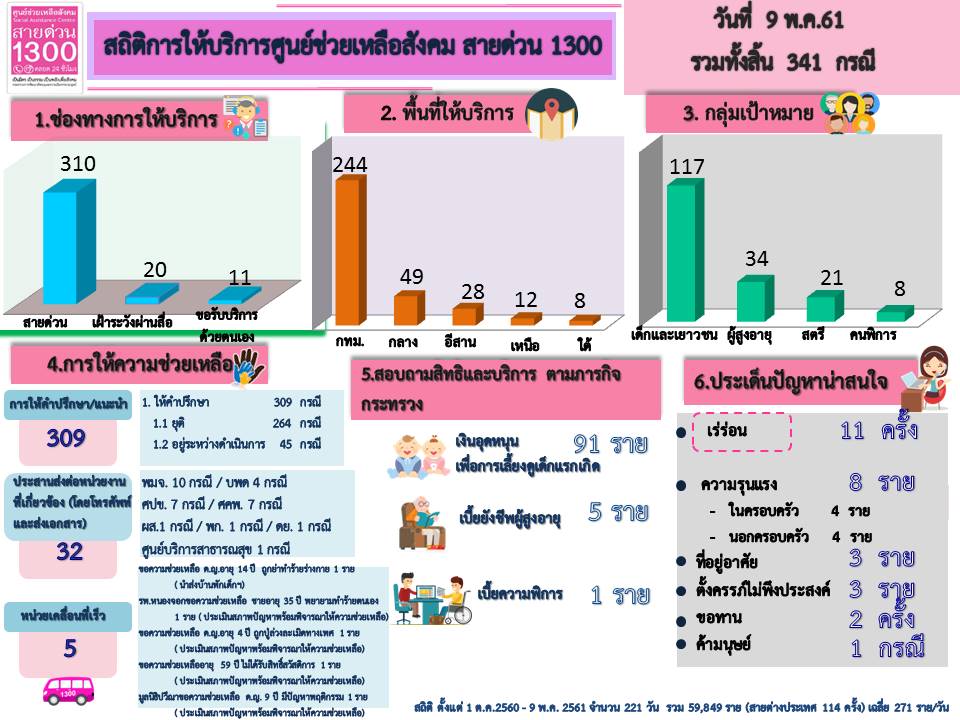 ศูนย์ช่วยเหลือสังคม
Social Assistance Centre
สายด่วน
1300
ตลอด 24 ชั่วโมง
สถิติการให้บริการศูนย์ช่วยเหลือสังคม สายด่วน 1300
วันที่ 9 พ.ค.61
รวมทั้งสิ้น 341 กรณี
1.ช่องทางการให้บริการ
310
20
11
สายด่วน
เฝ้าระวังผ่านสื่อ
ขอรับบริการ
ด้วยตนเอง
2. พื้นที่ให้บริการ
244
49
28
12
8
กทม.
กลาง
อีสาน
เหนือ
ใต้
3. กลุ่มเป้าหมาย
117
34
21
8
เด็กและเยาวชน
ผู้สูงอายุ
สตรี
คนพิการ
4.การให้ความช่วยเหลือ
การให้คำปรึกษา/แนะนำ
309
1. ให้คำปรึกษา 309 กรณี
1.1 ยุติ 264 กรณี
1.2 อยู่ระหว่างดำเนินการ 45 กรณี
ประสานส่งต่อหน่วยงาน
ที่เกี่ยวข้อง (โดยโทรศัพท์
และส่งเอกสาร)
32
พมจ. 10 กรณี / บพด 4 กรณี
ศปข. 7 กรณี / ศคพ. 7 กรณี
ผส.1 กรณี / พก. 1 กรณี / ดย. 1 กรณี
ศูนย์บริการสาธารณสุข 1 กรณี
หน่วยเคลื่อนที่เร็ว
5
1300
ขอความช่วยเหลือ ด.ญ.อายุ 14 ปี ถูกย่าทำร้ายร่างกาย 1 ราย
( นำส่งบ้านพักเด็กฯ)
รพ.หนองจอกขอความช่วยเหลือ ชายอายุ 35 ปี พยายามทำร้ายตนเอง
1 ราย ( ประเมินสภาพปัญหาพร้อมพิจารณาให้ความช่วยเหลือ)
ขอความช่วยเหลือ ด.ญ.อายุ 4 ปี ถูกปู่ล่วงละเมิดทางเพศ 1 ราย
( ประเมินสภาพปัญหาพร้อมพิจารณาให้ความช่วยเหลือ)
ขอความช่วยเหลืออายุ 59 ปี ไม่ได้รับสิทธิ์สวัสดิการ 1 ราย
( ประเมินสภาพปัญหาพร้อมพิจารณาให้ความช่วยเหลือ)
มูลนิธิปวีณาขอความช่วยเหลือ ด.ญ. 9 ปี มีปัญหาพฤติกรรม 1 ราย
( ประเมินสภาพปัญหาพร้อมพิจารณาให้ความช่วยเหลือ)
5.สอบถามสิทธิและบริการ ตามภารกิจ
กระทรวง
เงินอุดหนุน
เพื่อการเลี้ยงดูเด็กแรกเกิด
91 ราย
เบี้ยยังชีพผู้สูงอายุ 5 ราย
เบี้ยความพิการ 1 ราย
6.ประเด็นปัญหาน่าสนใจ
เร่ร่อน 11 ครั้ง
ความรุนแรง 8 ราย
- ในครอบครัว 4 ราย
- นอกครอบครัว 4 ราย
ที่อยู่อาศัย 3 ราย
ตั้งครรภ์ไม่พึงประสงค์ 3 ราย
ขอทาน 2 ครั้ง
ค้ามนุษย์ 1 กรณี
สถิติ ตั้งแต่ 1 ต.ค.2560 - 9 พ.ค. 2561 จำนวน 221 วัน รวม 59,849 ราย (สายต่างประเทศ 114 ครั้ง) เฉลี่ย 271 ราย/วัน